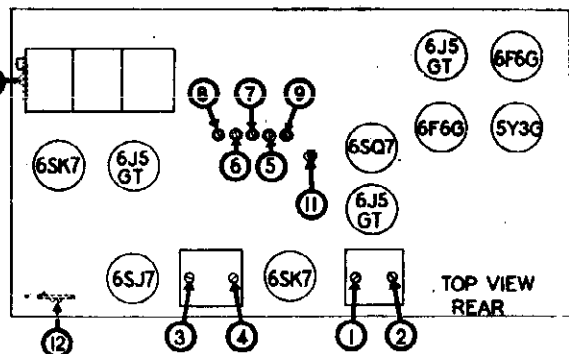 6J5 GT
6F6G
8
7
9
6F6G
5Y3G
6SQ7
6SK7
6J5 GT
6
5
11
6J5 GT
6SJ7
6SK7
TOP VIEW
REAR
12
3
4
1
2